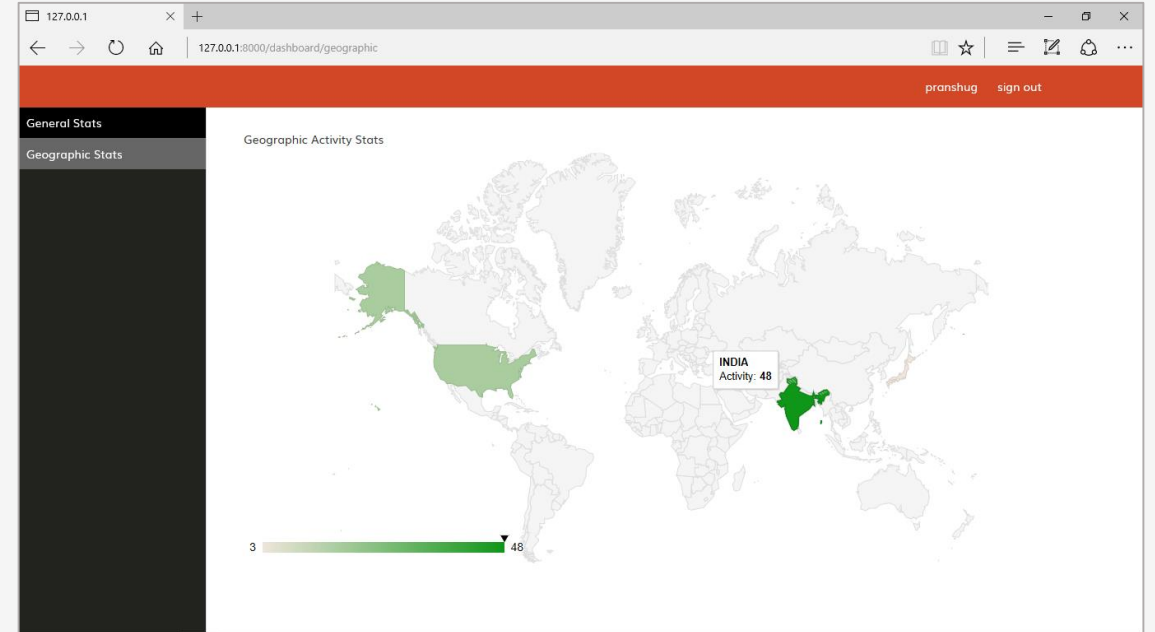 127.0.0.1
127.0.0.1:8000/dashboard/geographic
pranshug sign out
General Stats
Geographic Stats
Geographic Activity Stats
INDIA
Activity: 48
3 48